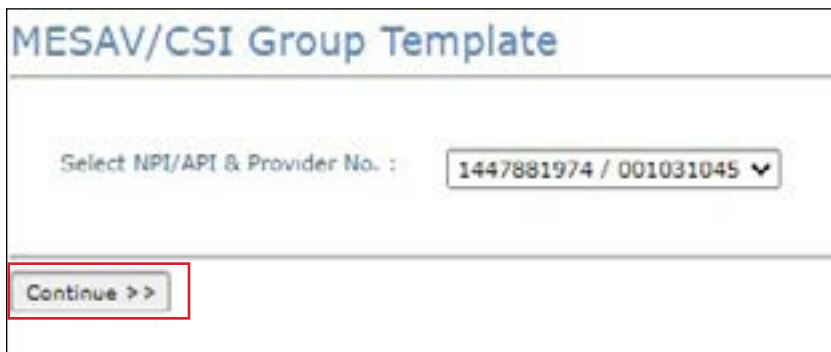 MESAV/CSI Group Template
Select NPI/API & Provider No. : 1447881974 / 001031045
Continue >>